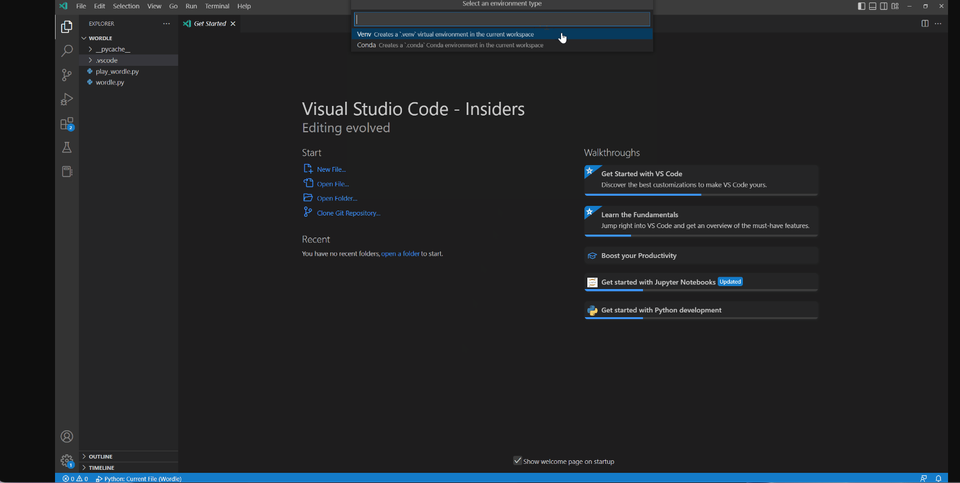 File Edit Selection View Go Run Terminal Help
Select an environment type
Venv Creates a '.venv' virtual environment in the current workspace
Conda Creates a '.conda' Conda environment in the current workspace
EXPLORER
Get Started
WORDLE
__pycache__
.vscode
play_wordle.py
wordle.py
Visual Studio Code - Insiders
Editing evolved
Start
New File...
Open File...
Open Folder...
Clone Git Repository...
Recent
You have no recent folders, open a folder to start.
Walkthroughs
Get Started with VS Code
Discover the best customizations to make VS Code yours.
Learn the Fundamentals
Jump right into VS Code and get an overview of the must-have features.
Boost your Productivity
Get started with Jupyter Notebooks Updated
Get started with Python development
2
1
OUTLINE
TIMELINE
Show welcome page on startup
0 0 Python: Current File (Wordle)